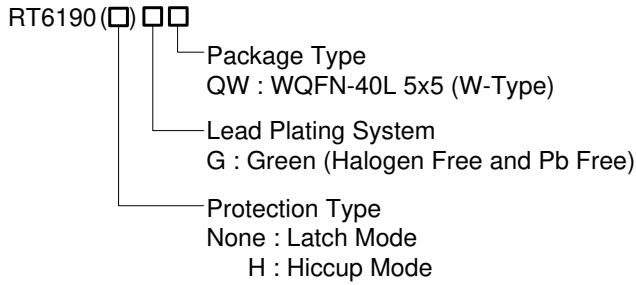 RT6190(□)□□
Package Type
QW : WQFN-40L 5x5 (W-Type)
Lead Plating System
G : Green (Halogen Free and Pb Free)
Protection Type
None : Latch Mode
H : Hiccup Mode